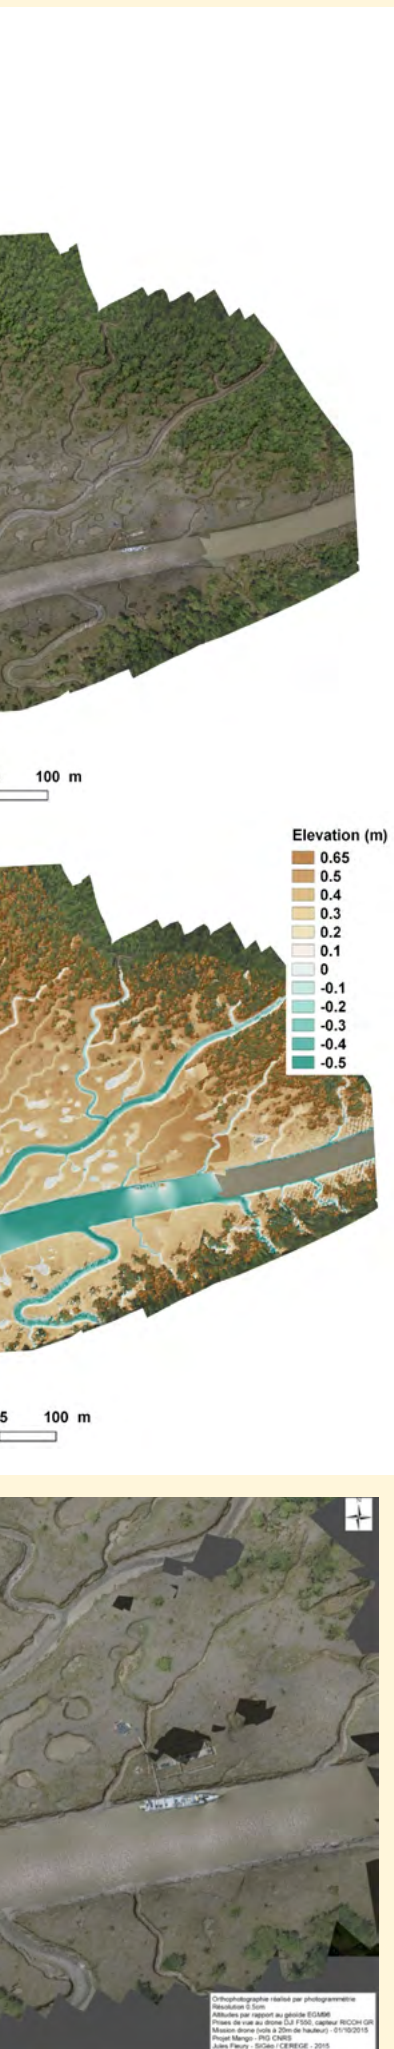 100 m
Elevation (m)
0.65
0.5
0.4
0.3
0.2
0.1
0
-0.1
-0.2
-0.3
-0.4
-0.5
5 100 m
Orthophotographie réalisé par photogrammétrie
Résolution 0.5cm
Altitudes par rapport au géoïde EGM96
Prises de vue au drone DJI F550, capteur RICOH GR
Mission drone (vols à 20m de hauteur) - 01/10/2015
Projet Mango - PIG CNRS
Jules Fleury - SIGéo / CEREGE - 2015